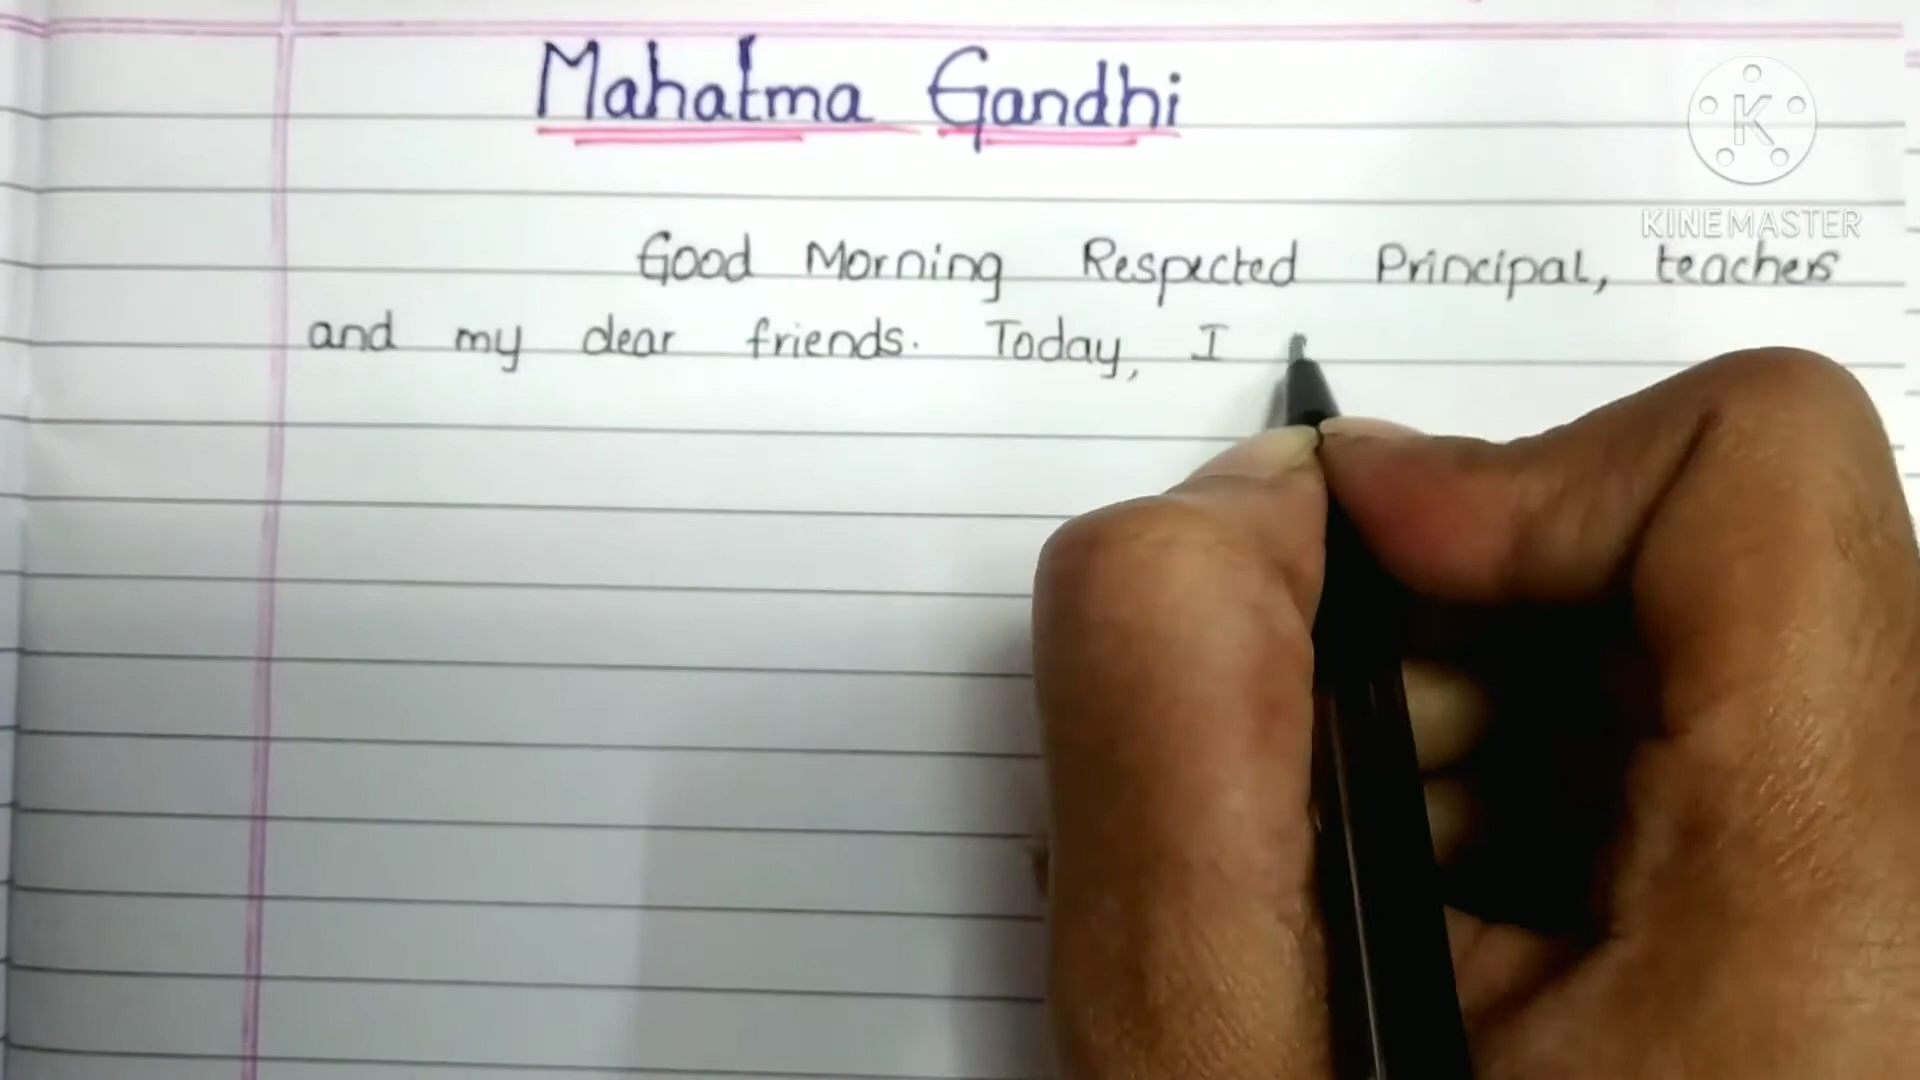 Mahatma Gandhi
K
KINEMASTER
Good Morning Respected Principal, teachers
and my dear friends. Today, I